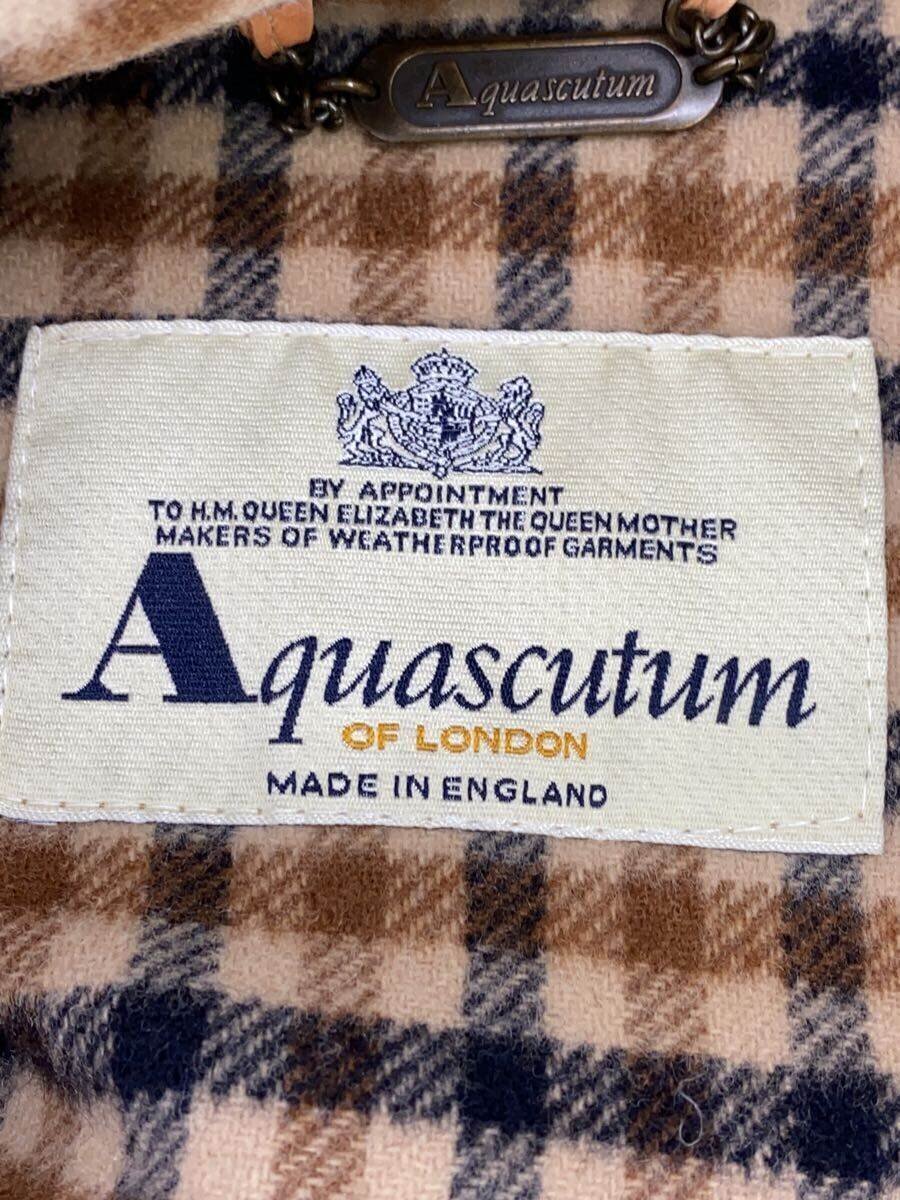 Aquascutum
BY APPOINTMENT
TO H.M. QUEEN ELIZABETH THE QUEEN MOTHER
MAKERS OF WEATHERPROOF GARMENTS
Aquascutum
OF LONDON
MADE IN ENGLAND